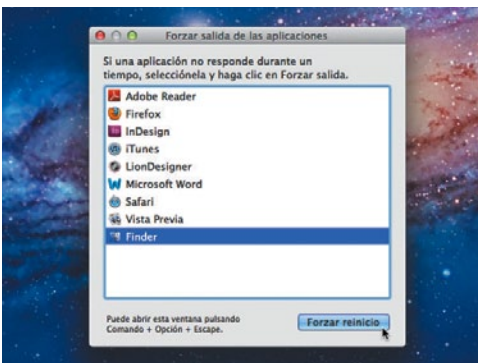 Forzar salida de las aplicaciones
Si una aplicación no responde durante un
tiempo, selecciónela y haga clic en Forzar salida.
Adobe Reader
Firefox
InDesign
iTunes
LionDesigner
Microsoft Word
Safari
Vista Previa
Finder
Puede abrir esta ventana pulsando
Comando + Opción + Escape.
Forzar reinicio